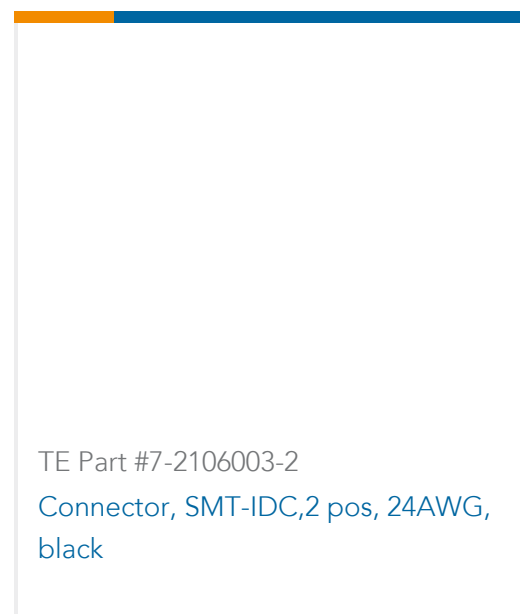 TE Part #7-2106003-2
Connector, SMT-IDC,2 pos, 24AWG,
black